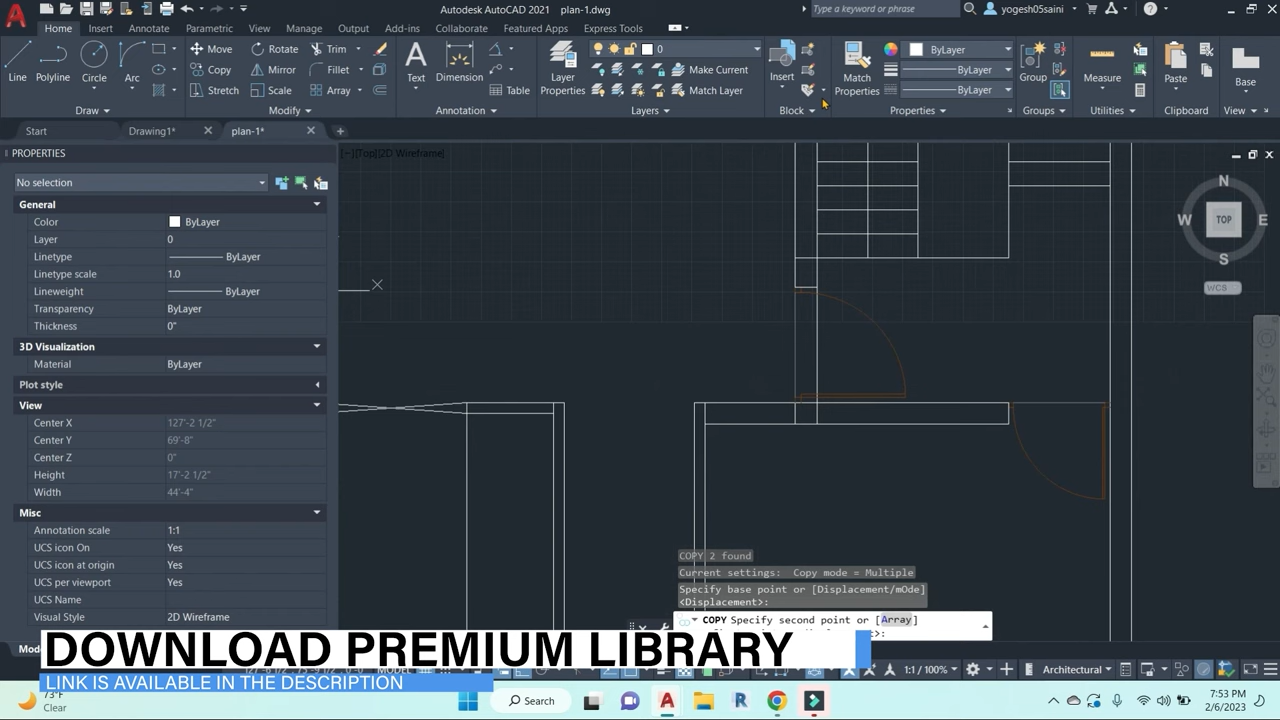 Autodesk AutoCAD 2021 plan-1.dwg
Type a keyword or phrase
yogesh05saini
Home Insert Annotate Parametric View Manage Output Add-ins Collaborate Featured Apps Express Tools
Line Polyline Circle Arc
Move Rotate Trim
Copy Mirror Fillet
Stretch Scale Array
Text Dimension
Table
Layer
Properties
0
Make Current
Match Layer
Insert
Match
Properties
ByLayer
ByLayer
ByLayer
Group
Measure
Paste
Base
Draw Modify Annotation Layers Block Properties Groups Utilities Clipboard View
Start Drawing1* plan-1*
PROPERTIES
No selection
General
Color ByLayer
Layer 0
Linetype ByLayer
Linetype scale 1.0
Lineweight ByLayer
Transparency ByLayer
Thickness 0"
3D Visualization
Material ByLayer
Plot style
View
Center X 127'-2 1/2"
Center Y 69'-8"
Center Z 0"
Height 17'-2 1/2"
Width 44'-4"
Misc
Annotation scale 1:1
UCS icon On Yes
UCS icon at origin Yes
UCS per viewport Yes
UCS Name
Visual Style 2D Wireframe
[−][Top][2D Wireframe]
N
W TOP E
S
WCS
COPY 2 found
Current settings: Copy mode = Multiple
Specify base point or [Displacement/mOde]
<Displacement>:
COPY Specify second point or [Array]
DOWNLOAD PREMIUM LIBRARY
LINK IS AVAILABLE IN THE DESCRIPTION
MODEL
1:1 / 100%
Architectural
73°F
Clear
Search
7:53 PM
2/6/2023